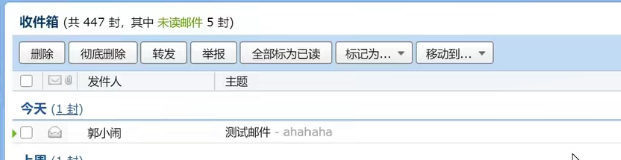 收件箱 (共 447 封，其中 未读邮件 5 封)
删除 彻底删除 转发 举报 全部标为已读 标记为... 移动到...
发件人 主题
今天 (1 封)
郭小闹 测试邮件 - ahahaha
上周